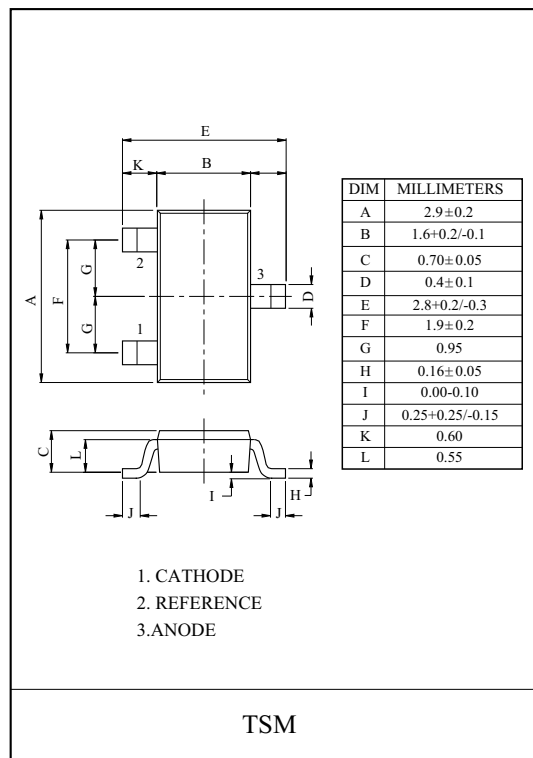 E
K
B
A
F
G
G
2
1
3
D
C
L
I
H
J
J
DIM MILLIMETERS
A 2.9±0.2
B 1.6+0.2/-0.1
C 0.70±0.05
D 0.4±0.1
E 2.8+0.2/-0.3
F 1.9±0.2
G 0.95
H 0.16±0.05
I 0.00-0.10
J 0.25+0.25/-0.15
K 0.60
L 0.55
1. CATHODE
2. REFERENCE
3.ANODE
TSM